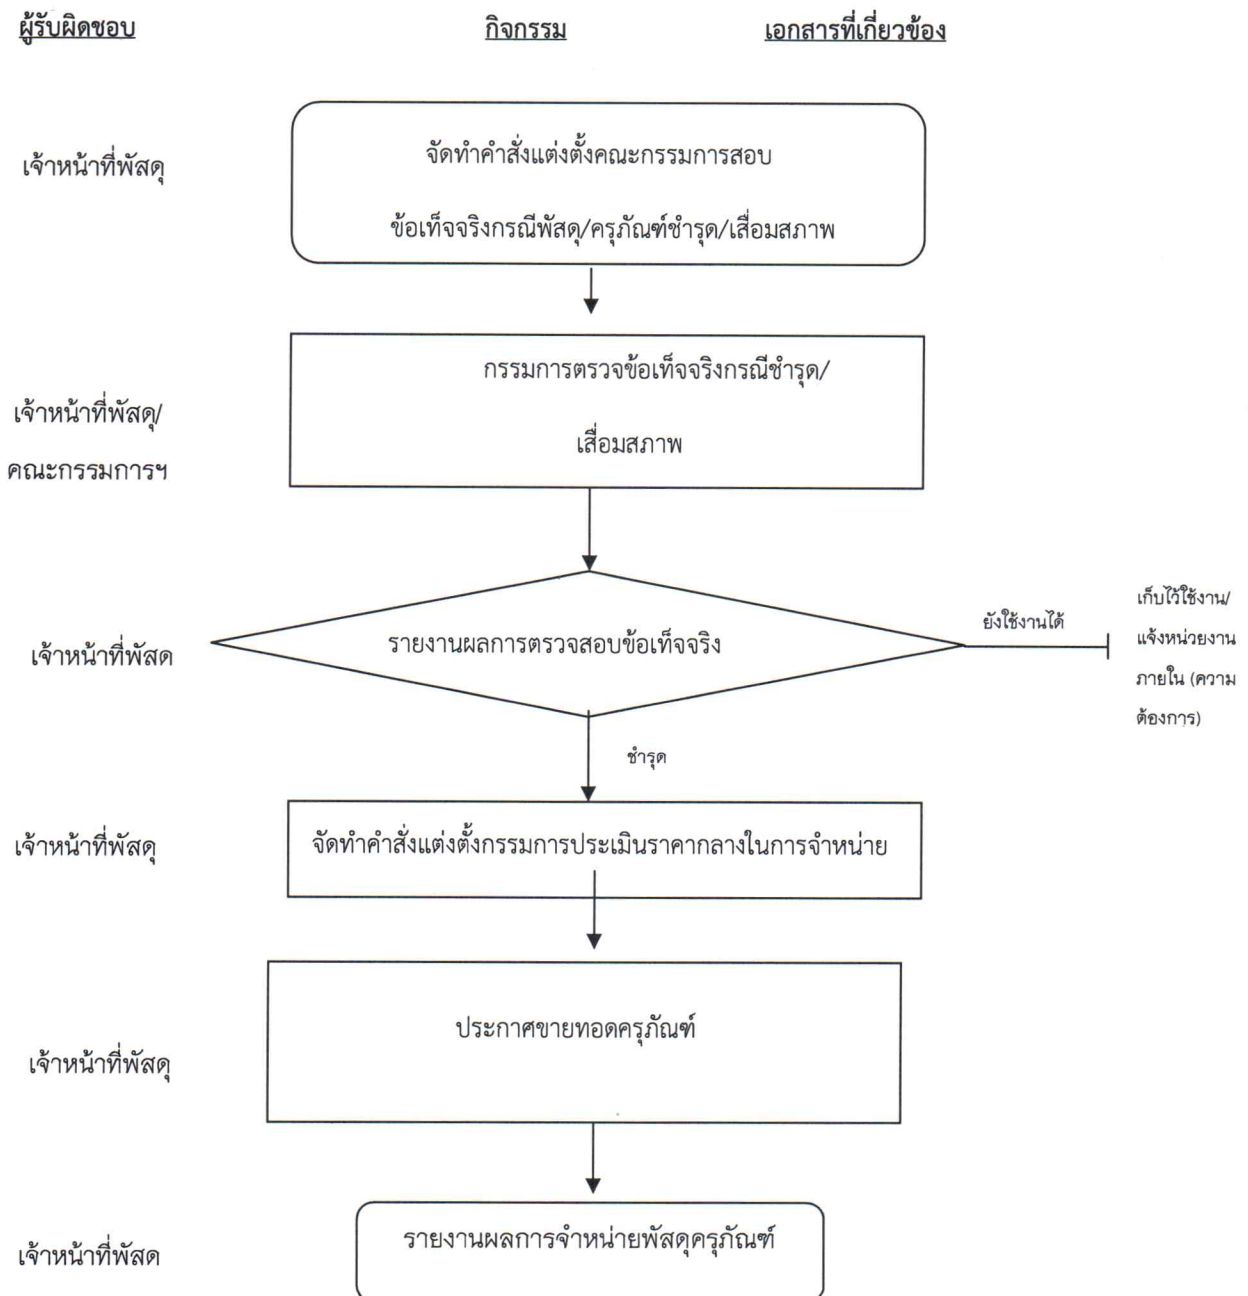 ผู้รับผิดชอบ กิจกรรม เอกสารที่เกี่ยวข้อง
เจ้าหน้าที่พัสดุ
จัดทำคำสั่งแต่งตั้งคณะกรรมการสอบ
ข้อเท็จจริงกรณีพัสดุ/ครุภัณฑ์ชำรุด/เสื่อมสภาพ
เจ้าหน้าที่พัสดุ/
คณะกรรมการฯ
กรรมการตรวจข้อเท็จจริงกรณีชำรุด/
เสื่อมสภาพ
เจ้าหน้าที่พัสด
รายงานผลการตรวจสอบข้อเท็จจริง
ยังใช้งานได้
เก็บไว้ใช้งาน/
แจ้งหน่วยงาน
ภายใน (ความ
ต้องการ)
ชำรุด
เจ้าหน้าที่พัสดุ
จัดทำคำสั่งแต่งตั้งกรรมการประเมินราคากลางในการจำหน่าย
เจ้าหน้าที่พัสดุ
ประกาศขายทอดครุภัณฑ์
เจ้าหน้าที่พัสด
รายงานผลการจำหน่ายพัสดุครุภัณฑ์